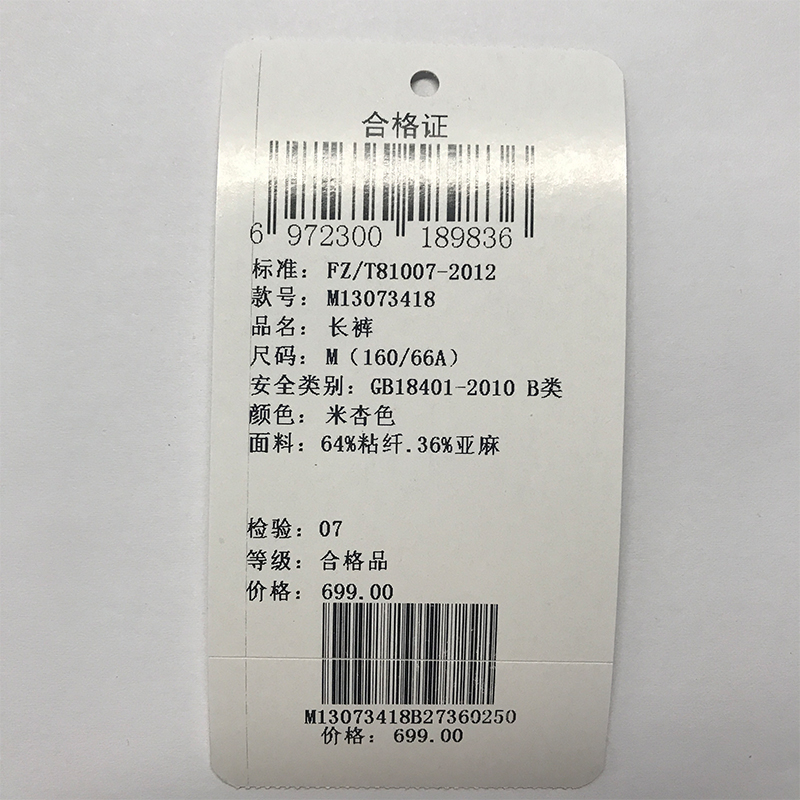 合格证
6 972300 189836
标准：FZ/T81007-2012
款号：M13073418
品名：长裤
尺码：M（160/66A）
安全类别：GB18401-2010 B类
颜色：米杏色
面料：64%粘纤.36%亚麻
检验：07
等级：合格品
价格：699.00
M13073418B27360250
价格：699.00